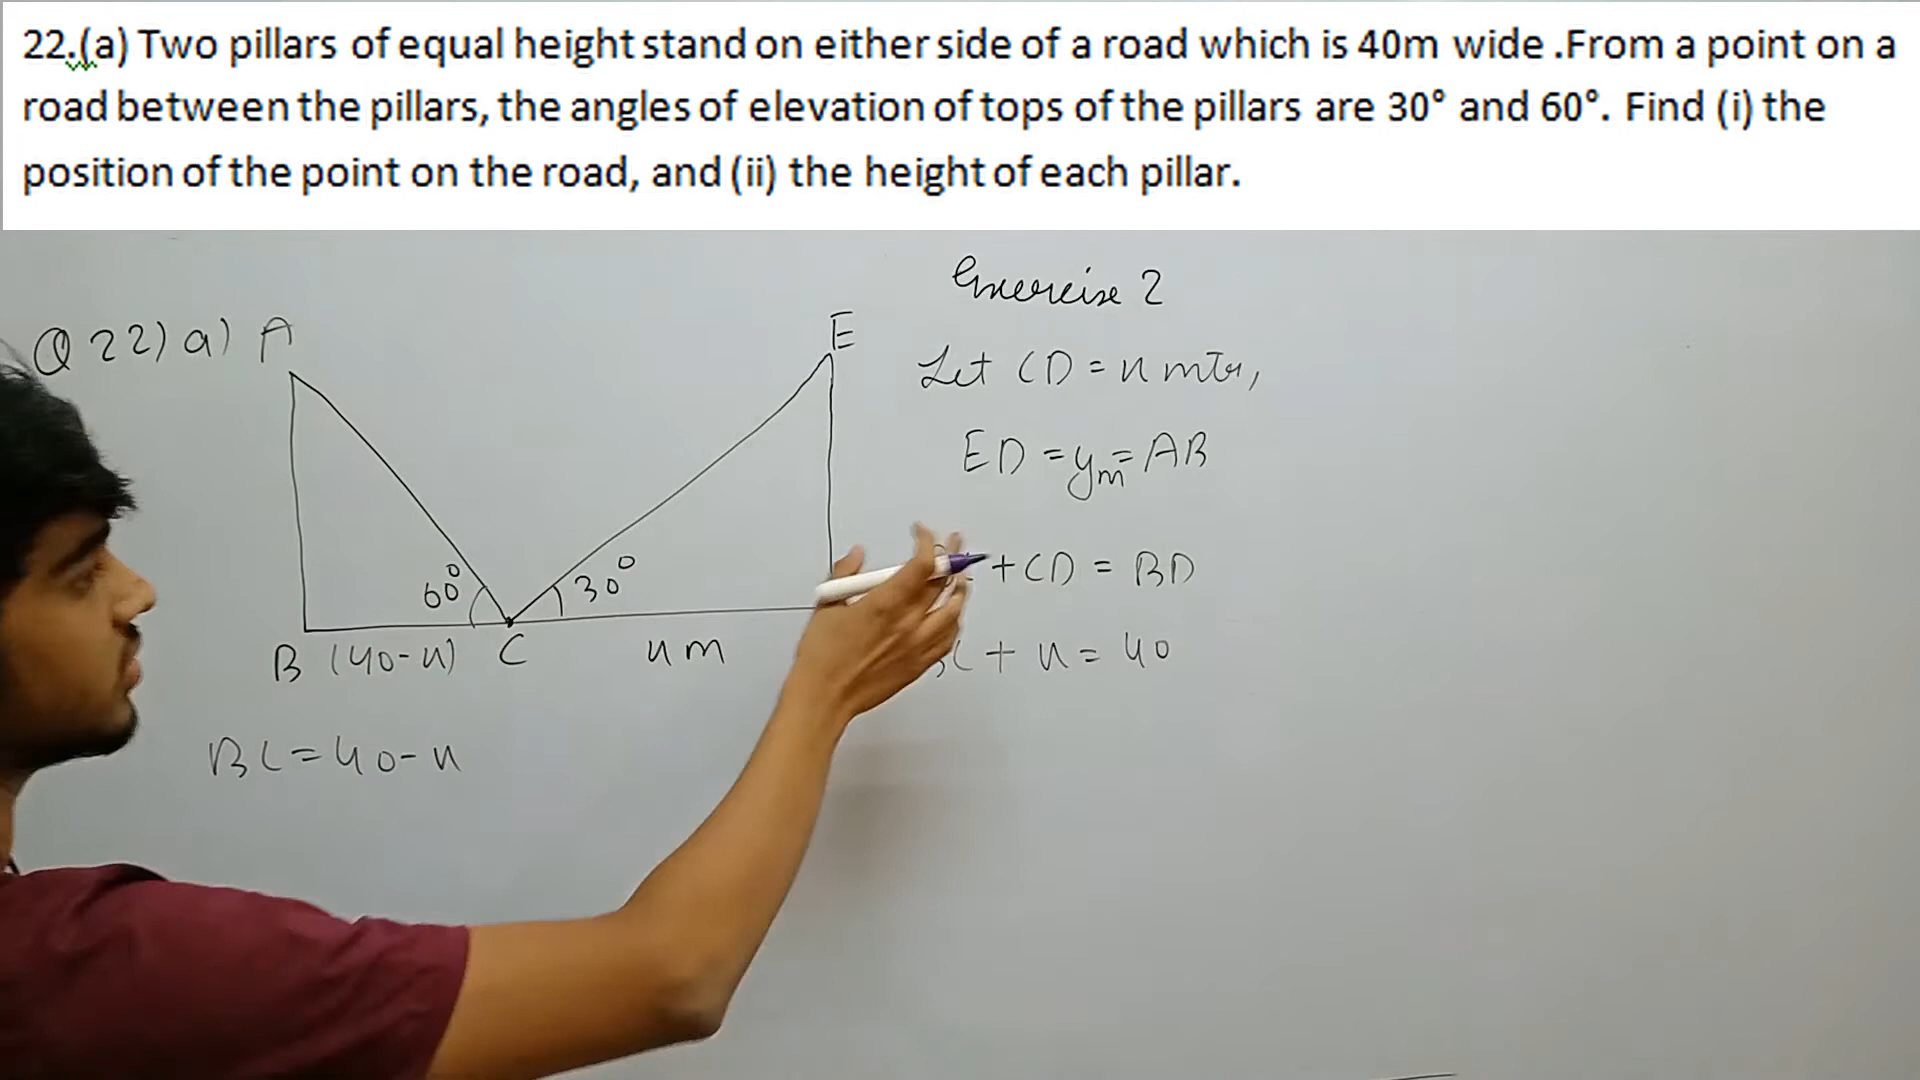 22.(a) Two pillars of equal height stand on either side of a road which is 40m wide .From a point on a
road between the pillars, the angles of elevation of tops of the pillars are 30° and 60°. Find (i) the
position of the point on the road, and (ii) the height of each pillar.
Exercise 2
Q 22) a) A
E
Let CD = x mtr,
ED = y m = AB
60°
30°
+ CD = BD
B (40-x) C x m
+ x = 40
BC = 40-x